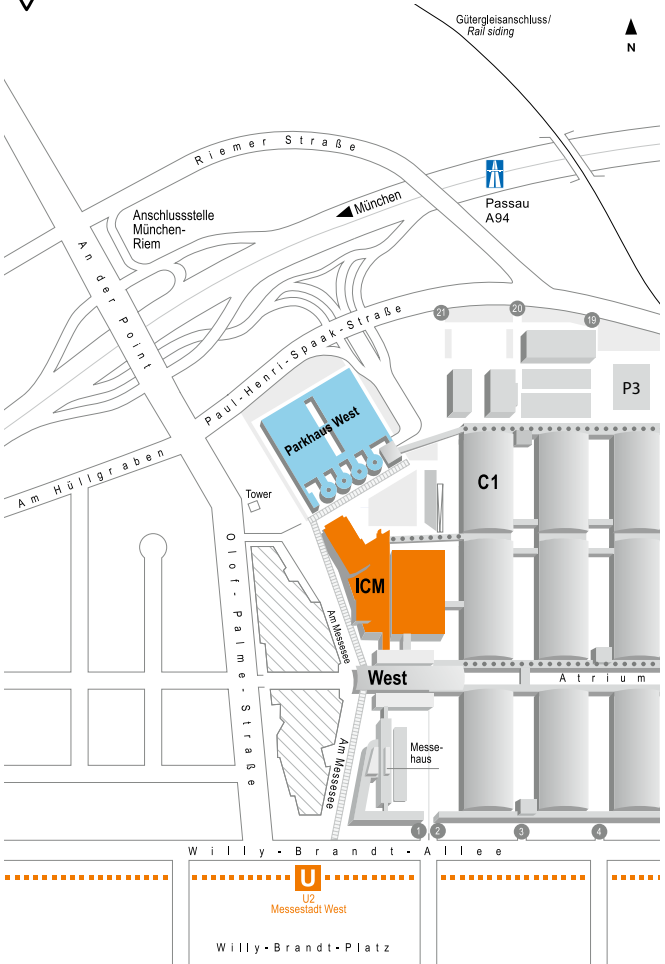 Gütergleisanschluss/
Rail siding
N
Riemer Straße
Passau
A94
München
Anschlussstelle
München-
Riem
An der Point
Paul-Henri-Spaak-Straße
21
20
19
P3
Parkhaus West
Am Hüllgraben
C1
Tower
Olof-Palme-Straße
ICM
Am Messesee
West
Atrium
Messe-
haus
Am Messesee
1
2
3
4
Willy-Brandt-Allee
U
U2
Messestadt West
Willy-Brandt-Platz